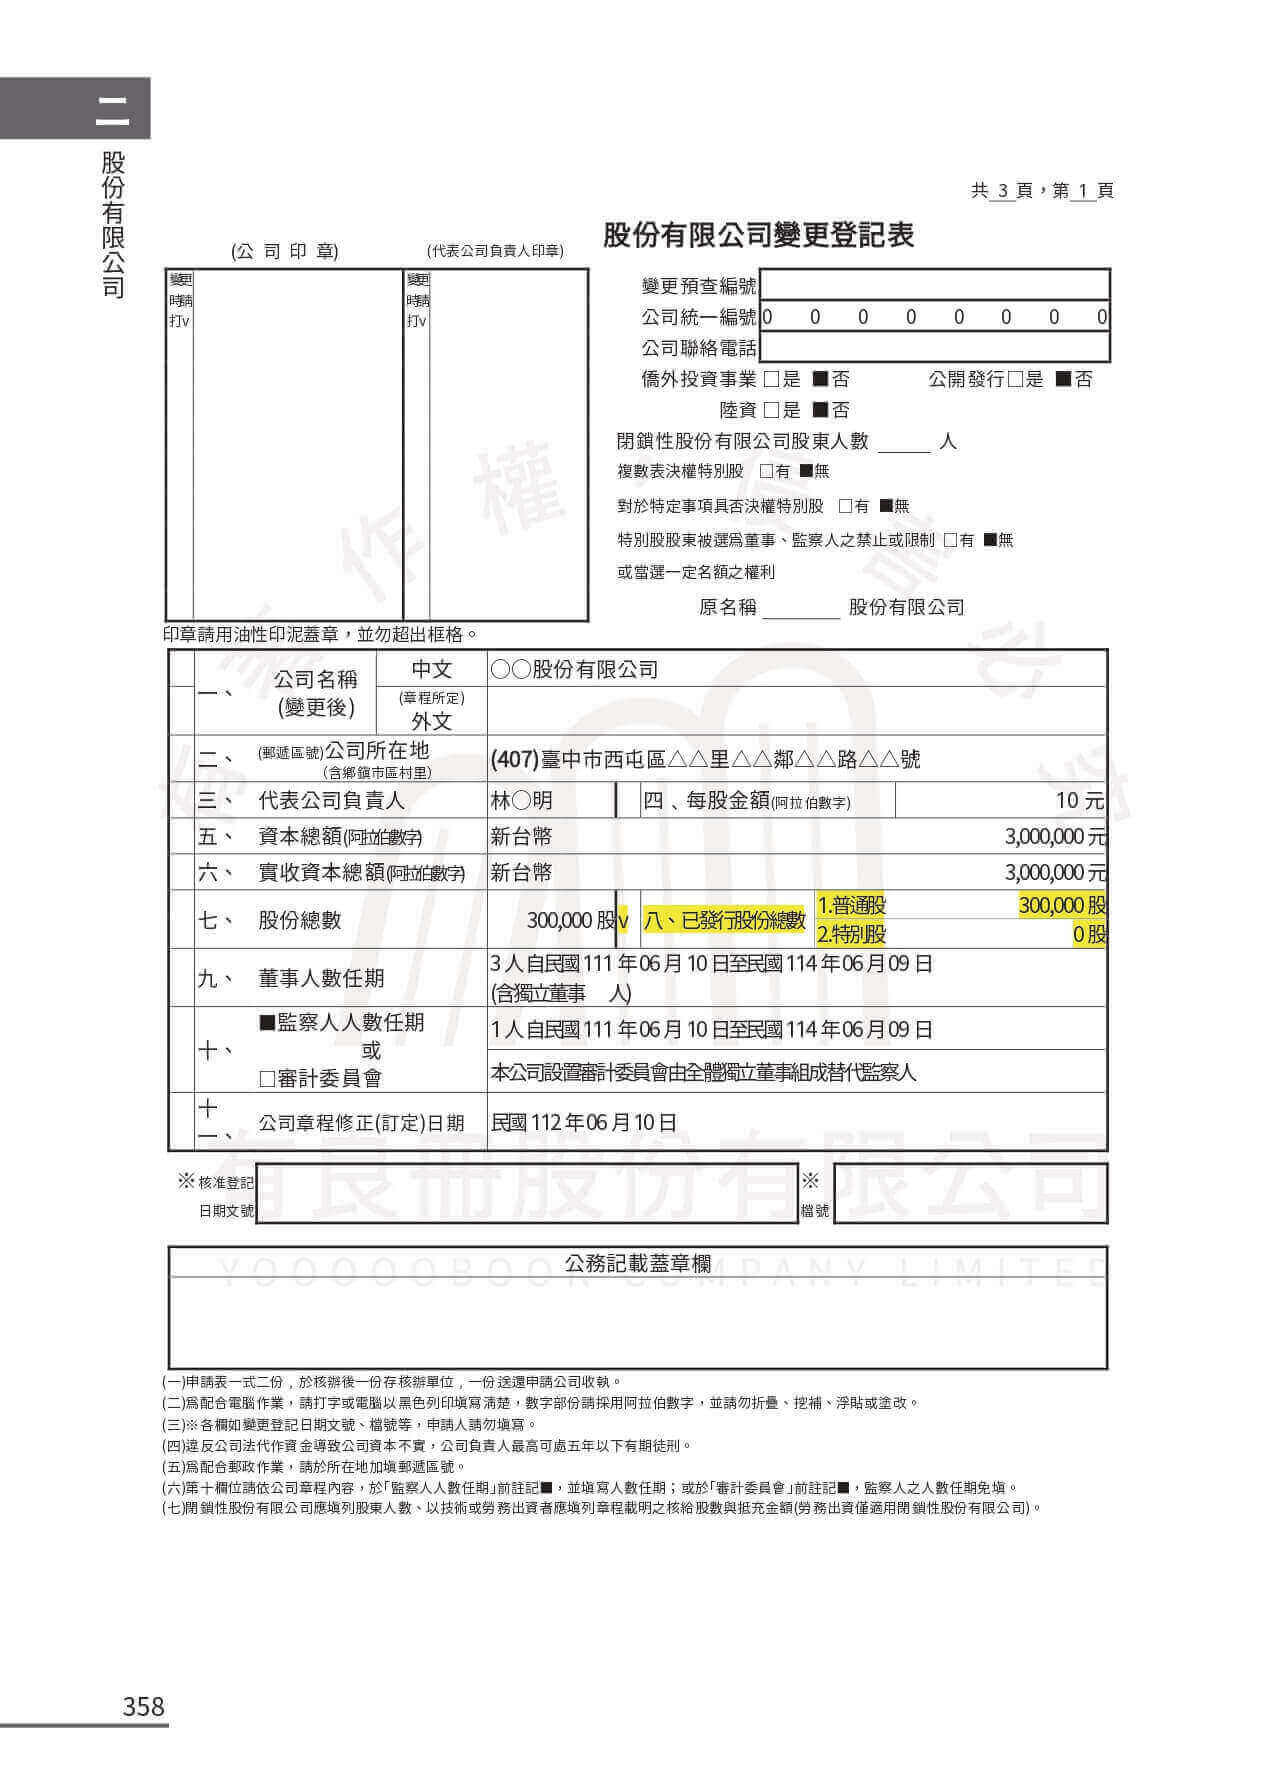 二
股份有限公司
共 3 頁，第 1 頁
股份有限公司變更登記表
(公 司 印 章)
(代表公司負責人印章)
變更
時請
打v
變更
時請
打v
變更預查編號
公司統一編號 0 0 0 0 0 0 0 0
公司聯絡電話
僑外投資事業 □是 ■否 公開發行□是 ■否
陸資 □是 ■否
閉鎖性股份有限公司股東人數 _____ 人
複數表決權特別股 □有 ■無
對於特定事項具否決權特別股 □有 ■無
特別股股東被選為董事、監察人之禁止或限制 □有 ■無
或當選一定名額之權利
原名稱 ________ 股份有限公司
印章請用油性印泥蓋章，並勿超出框格。
一、 公司名稱
(變更後)
中文 ○○股份有限公司
(章程所定)
外文
二、 (郵遞區號)公司所在地
(含鄉鎮市區村里)
(407)臺中市西屯區△△里△△鄰△△路△△號
三、 代表公司負責人 林○明 四、每股金額(阿拉伯數字) 10 元
五、 資本總額(阿拉伯數字) 新台幣 3,000,000 元
六、 實收資本總額(阿拉伯數字) 新台幣 3,000,000 元
七、 股份總數 300,000 股 v 八、已發行股份總數 1.普通股 300,000 股
2.特別股 0 股
九、 董事人數任期 3 人 自民國 111 年 06 月 10 日至民國 114 年 06 月 09 日
(含獨立董事 人)
十、 ■監察人人數任期
或
□審計委員會
1 人 自民國 111 年 06 月 10 日至民國 114 年 06 月 09 日
本公司設置審計委員會由全體獨立董事組成替代監察人
十一、 公司章程修正(訂定)日期 民國 112 年 06 月 10 日
※核准登記
日期文號
※
檔號
有良冊股份有限公司
公務記載蓋章欄
YOOOOOBOOK COMPANY LIMITED
(一)申請表一式二份，於核辦後一份存核辦單位，一份送還申請公司收執。
(二)為配合電腦作業，請打字或電腦以黑色列印填寫清楚，數字部份請採用阿拉伯數字，並請勿折疊、挖補、浮貼或塗改。
(三)※各欄如變更登記日期文號、檔號等，申請人請勿填寫。
(四)違反公司法代作資金導致公司資本不實，公司負責人最高可處五年以下有期徒刑。
(五)為配合郵政作業，請於所在地加填郵遞區號。
(六)第十欄位請依公司章程內容，於「監察人人數任期」前註記■，並填寫人數任期；或於「審計委員會」前註記■，監察人之人數任期免填。
(七)閉鎖性股份有限公司應填列股東人數、以技術或勞務出資者應填列章程載明之核給股數與抵充金額(勞務出資僅適用閉鎖性股份有限公司)。
358